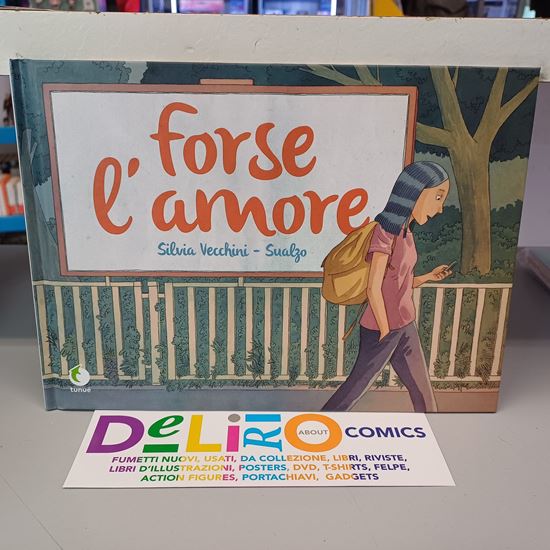 forse
l'amore
Silvia Vecchini - Sualzo
tunué
DeLiRiO ABOUT COMICS
FUMETTI NUOVI, USATI, DA COLLEZIONE, LIBRI, RIVISTE,
LIBRI D'ILLUSTRAZIONI, POSTERS, DVD, T-SHIRTS, FELPE,
ACTION FIGURES, PORTACHIAVI, GADGETS